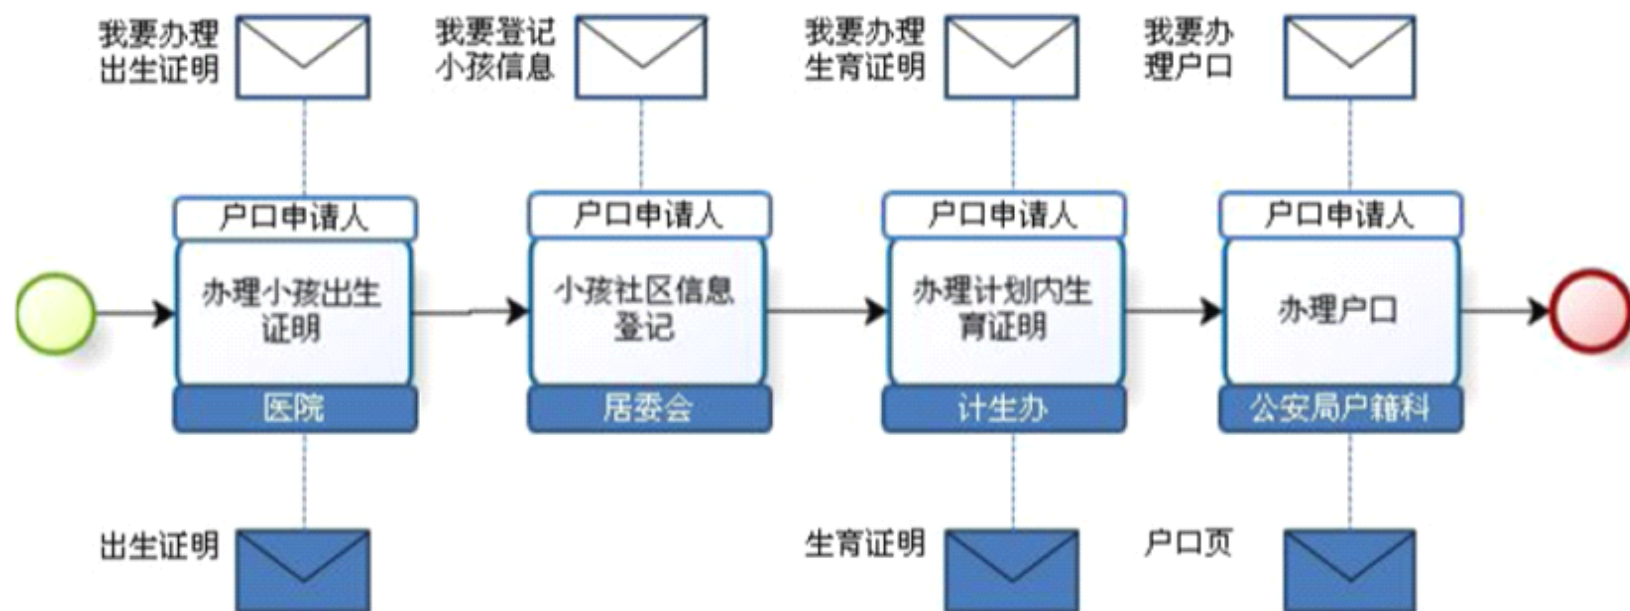 我要办理
出生证明
我要登记
小孩信息
我要办理
生育证明
我要办
理户口
户口申请人
户口申请人
户口申请人
户口申请人
办理小孩出生
证明
小孩社区信息
登记
办理计划内生
育证明
办理户口
医院
居委会
计生办
公安局户籍科
出生证明
生育证明
户口页